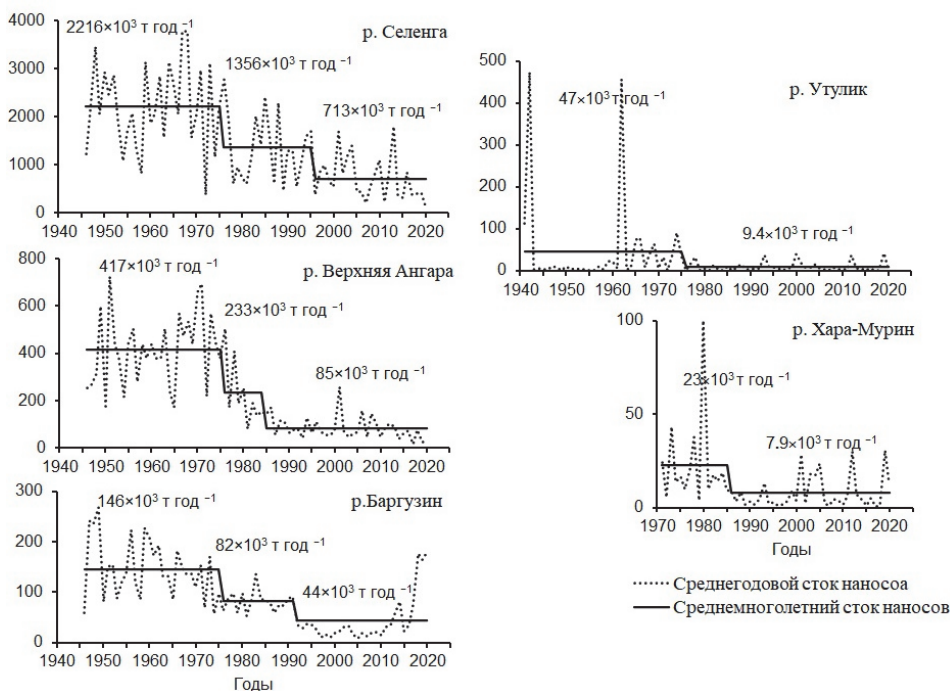 р. Селенга
2216×10³ т год ⁻¹
1356×10³ т год ⁻¹
713×10³ т год ⁻¹
4000
3000
2000
1000
0
1940 1950 1960 1970 1980 1990 2000 2010 2020
р. Верхняя Ангара
417×10³ т год ⁻¹
233×10³ т год ⁻¹
85×10³ т год ⁻¹
800
600
400
200
0
1940 1950 1960 1970 1980 1990 2000 2010 2020
р.Баргузин
146×10³ т год ⁻¹
82×10³ т год ⁻¹
44×10³ т год ⁻¹
300
200
100
0
1940 1950 1960 1970 1980 1990 2000 2010 2020
Годы
р. Утулик
47×10³ т год ⁻¹
9.4×10³ т год ⁻¹
500
400
300
200
100
0
1940 1950 1960 1970 1980 1990 2000 2010 2020
р. Хара-Мурин
23×10³ т год ⁻¹
7.9×10³ т год ⁻¹
100
50
0
1970 1980 1990 2000 2010 2020
Годы
Среднегодовой сток наносоа
Среднемноголетний сток наносов